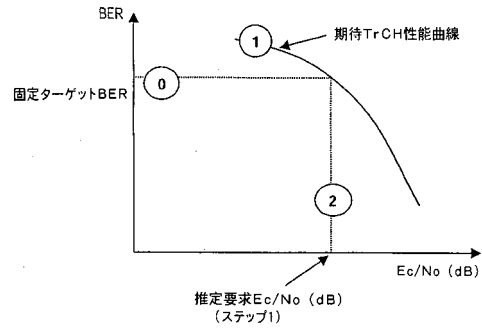 BER
期待TrCH性能曲線
1
0
固定ターゲットBER
2
Ec/No (dB)
推定要求Ec/No (dB)
(ステップ1)